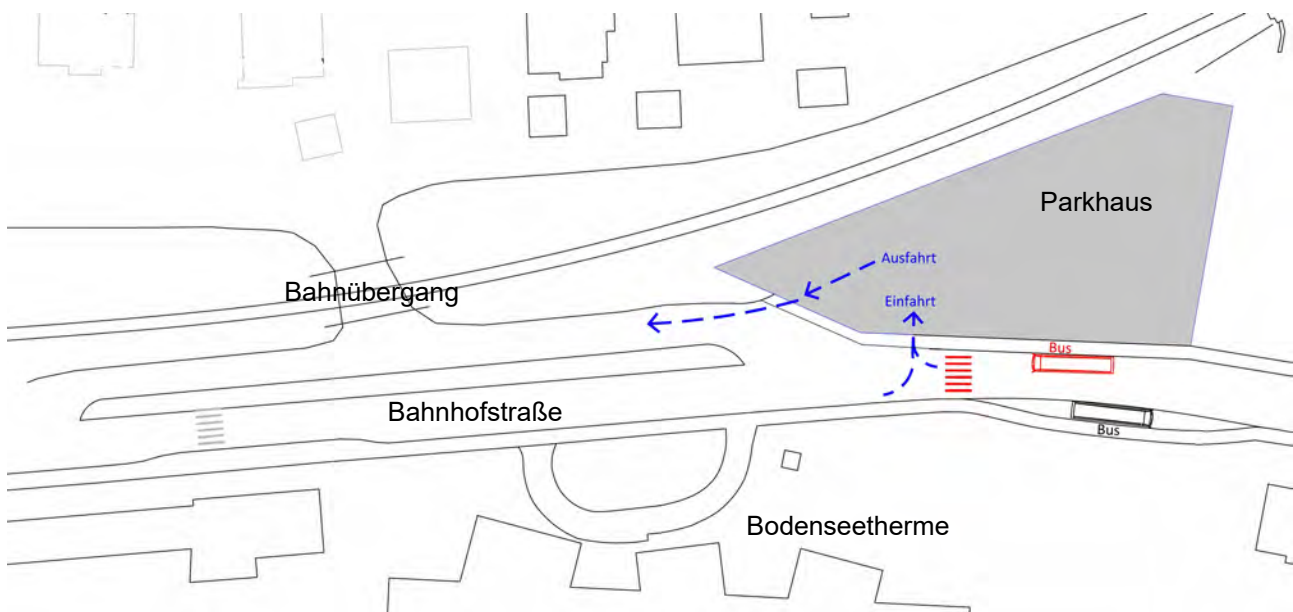 Parkhaus
Ausfahrt
Bahnübergang
Einfahrt
Bus
Bahnhofstraße
Bus
Bodenseetherme